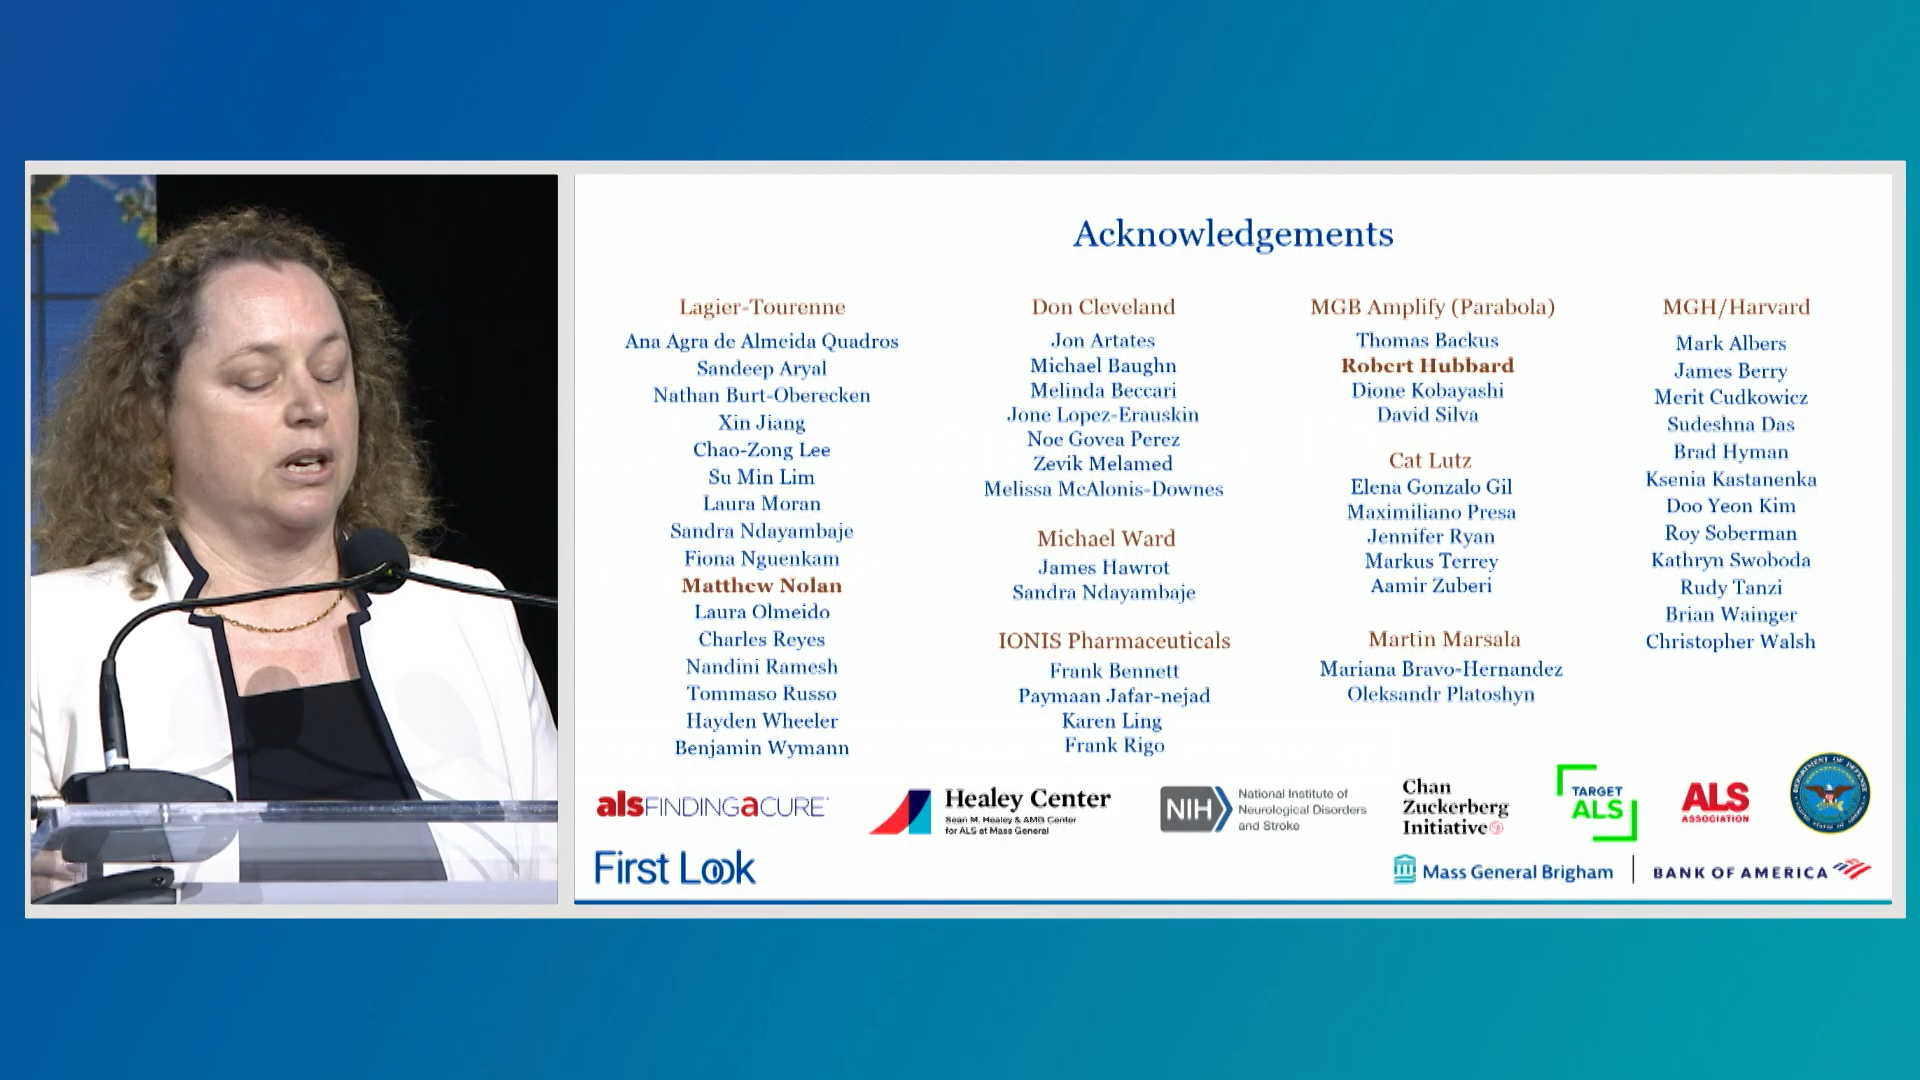 Acknowledgements
Lagier-Tourenne
Ana Agra de Almeida Quadros
Sandeep Aryal
Nathan Burt-Oberecken
Xin Jiang
Chao-Zong Lee
Su Min Lim
Laura Moran
Sandra Ndayambaje
Fiona Nguenkam
Matthew Nolan
Laura Olmeido
Charles Reyes
Nandini Ramesh
Tommaso Russo
Hayden Wheeler
Benjamin Wymann
Don Cleveland
Jon Artates
Michael Baughn
Melinda Beccari
Jone Lopez-Erauskin
Noe Govea Perez
Zevik Melamed
Melissa McAlonis-Downes
Michael Ward
James Hawrot
Sandra Ndayambaje
IONIS Pharmaceuticals
Frank Bennett
Paymaan Jafar-nejad
Karen Ling
Frank Rigo
MGB Amplify (Parabola)
Thomas Backus
Robert Hubbard
Dione Kobayashi
David Silva
Cat Lutz
Elena Gonzalo Gil
Maximiliano Presa
Jennifer Ryan
Markus Terrey
Aamir Zuberi
Martin Marsala
Mariana Bravo-Hernandez
Oleksandr Platoshyn
MGH/Harvard
Mark Albers
James Berry
Merit Cudkowicz
Sudeshna Das
Brad Hyman
Ksenia Kastanenka
Doo Yeon Kim
Roy Soberman
Kathryn Swoboda
Rudy Tanzi
Brian Wainger
Christopher Walsh
alsFINDINGaCURE
Healey Center
Sean M. Healey & AMG Center
for ALS at Mass General
NIH
National Institute of
Neurological Disorders
and Stroke
Chan
Zuckerberg
Initiative
TARGET
ALS
ALS
ASSOCIATION
DEPARTMENT OF DEFENSE
First Look
Mass General Brigham
BANK OF AMERICA